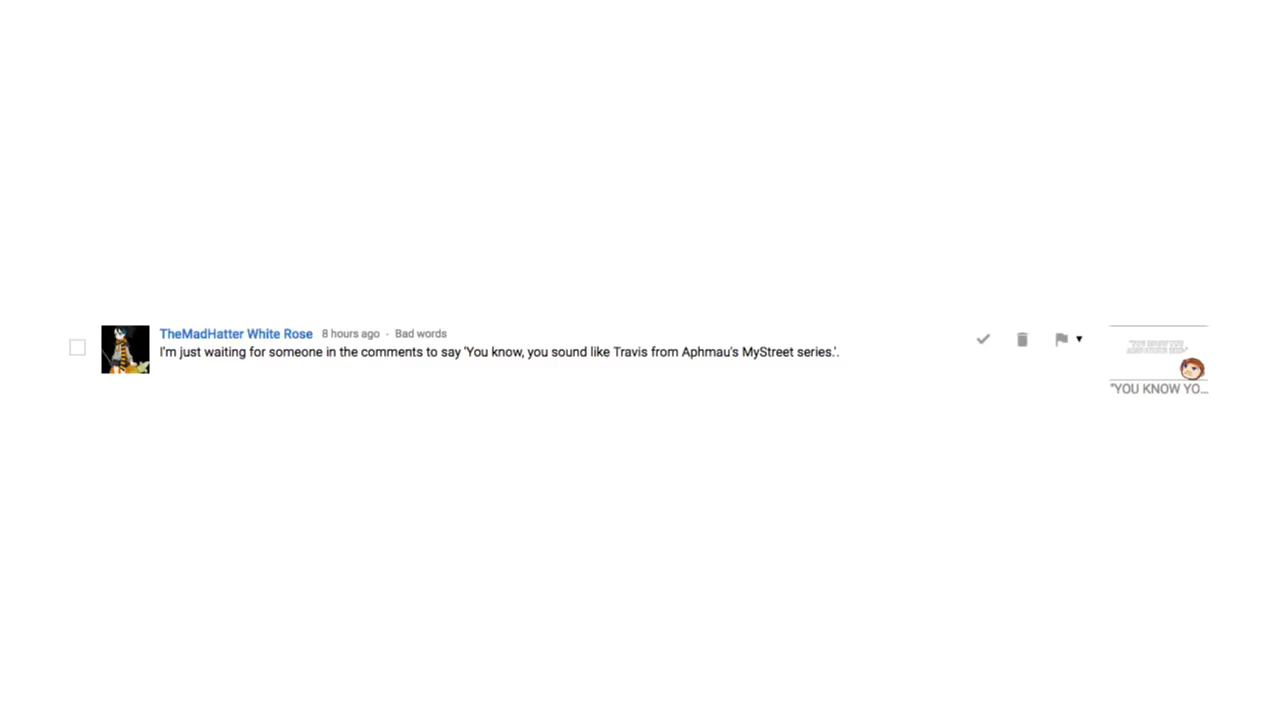 TheMadHatter White Rose 8 hours ago · Bad words
I'm just waiting for someone in the comments to say 'You know, you sound like Travis from Aphmau's MyStreet series.'.
"YOU KNOW YO...